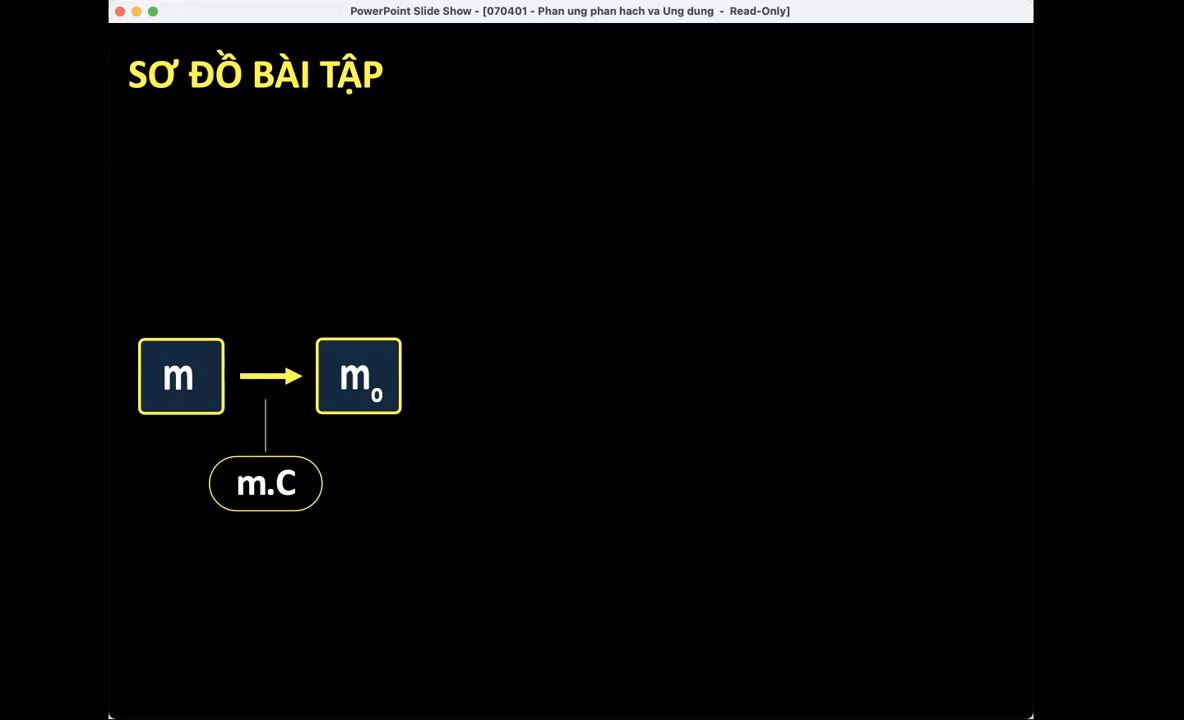 PowerPoint Slide Show - [070401 - Phan ung phan hach va Ung dung - Read-Only]
SƠ ĐỒ BÀI TẬP
m
m₀
m.C